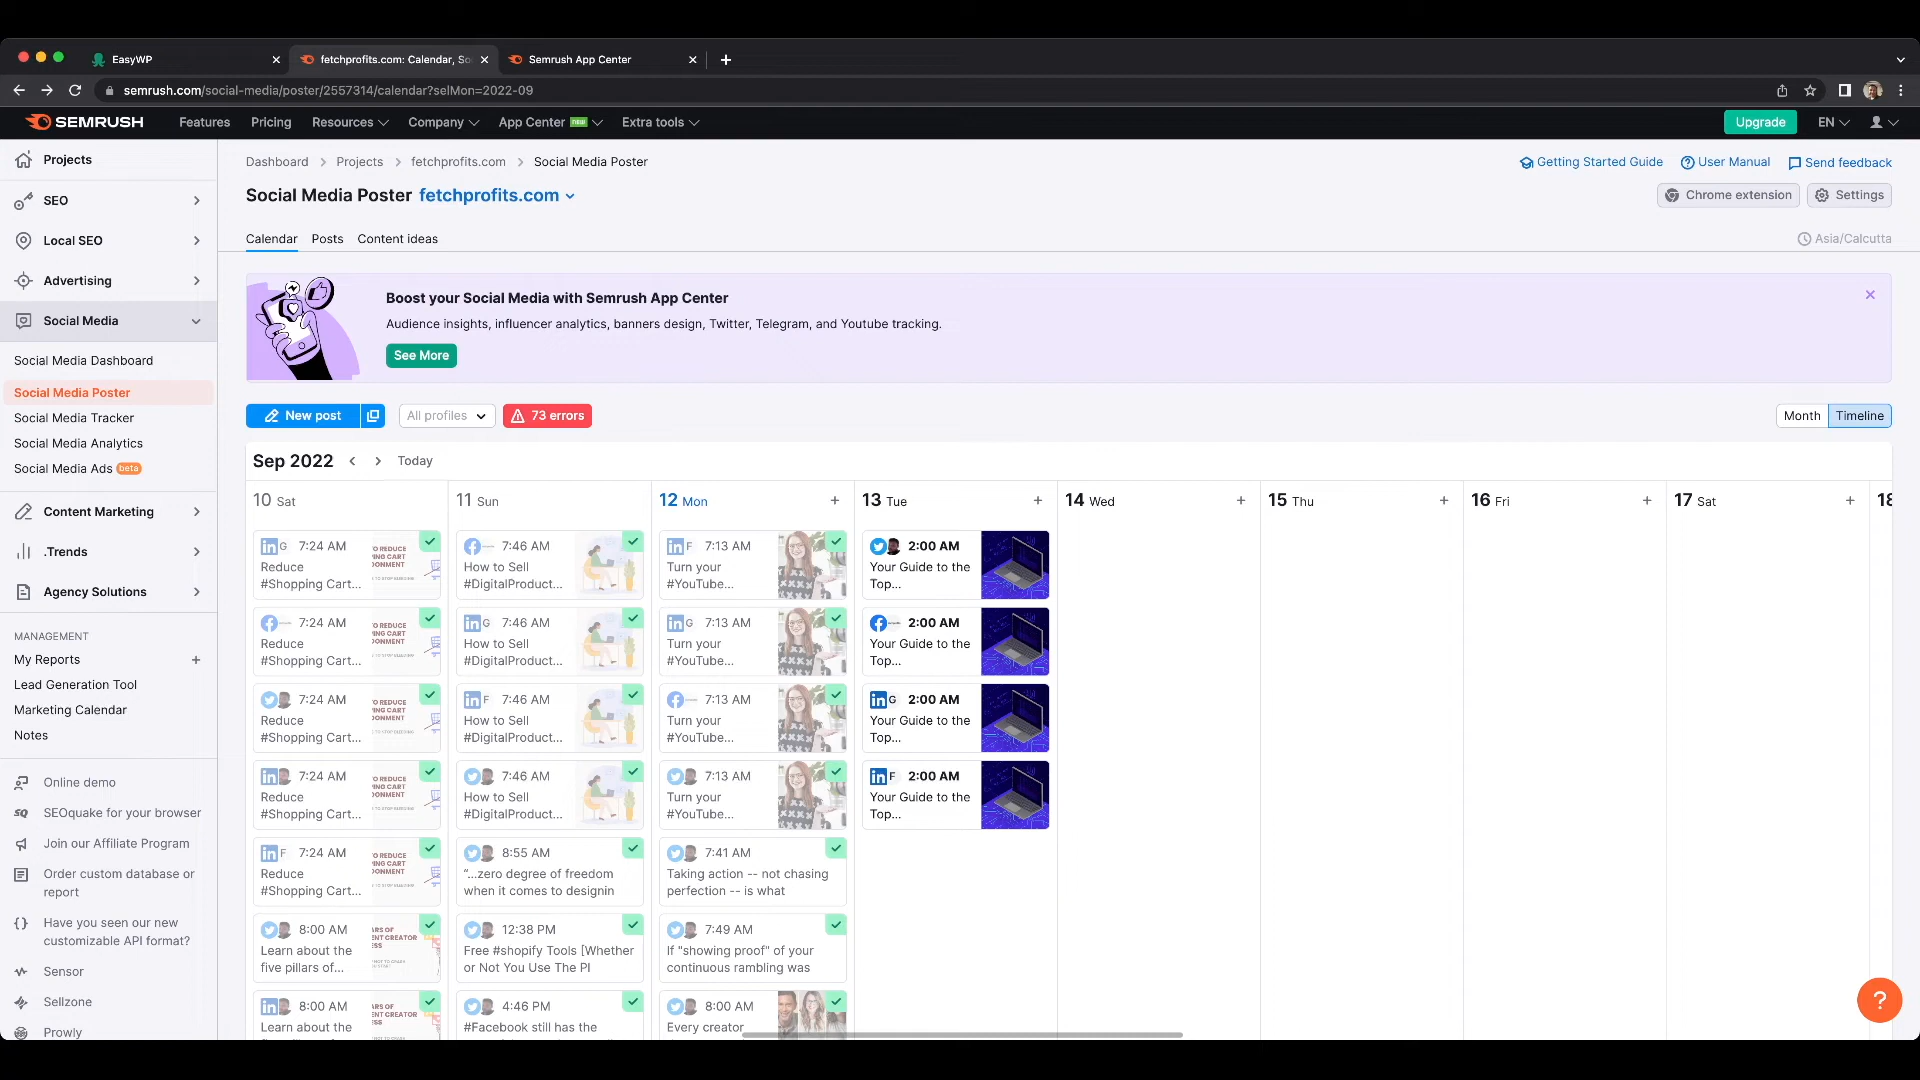 EasyWP
fetchprofits.com: Calendar, So
Semrush App Center
semrush.com/social-media/poster/2557314/calendar?selMon=2022-09
SEMRUSH
Features
Pricing
Resources
Company
App Center new
Extra tools
Upgrade
EN
Projects
SEO
Local SEO
Advertising
Social Media
Social Media Dashboard
Social Media Poster
Social Media Tracker
Social Media Analytics
Social Media Ads beta
Content Marketing
.Trends
Agency Solutions
MANAGEMENT
My Reports
Lead Generation Tool
Marketing Calendar
Notes
Online demo
SEOquake for your browser
Join our Affiliate Program
Order custom database or
report
Have you seen our new
customizable API format?
Sensor
Sellzone
Prowly
Dashboard > Projects > fetchprofits.com > Social Media Poster
Getting Started Guide
User Manual
Send feedback
Social Media Poster fetchprofits.com
Chrome extension
Settings
Calendar
Posts
Content ideas
Asia/Calcutta
Boost your Social Media with Semrush App Center
Audience insights, influencer analytics, banners design, Twitter, Telegram, and Youtube tracking.
See More
New post
All profiles
73 errors
Month
Timeline
Sep 2022 < > Today
10 Sat
7:24 AM
Reduce
#Shopping Cart...
7:24 AM
Reduce
#Shopping Cart...
7:24 AM
Reduce
#Shopping Cart...
7:24 AM
Reduce
#Shopping Cart...
7:24 AM
Reduce
#Shopping Cart...
8:00 AM
Learn about the
five pillars of...
8:00 AM
Learn about the
11 Sun
7:46 AM
How to Sell
#DigitalProduct...
7:46 AM
How to Sell
#DigitalProduct...
7:46 AM
How to Sell
#DigitalProduct...
7:46 AM
How to Sell
#DigitalProduct...
8:55 AM
“...zero degree of freedom
when it comes to designin
12:38 PM
Free #shopify Tools [Whether
or Not You Use The Pl
4:46 PM
#Facebook still has the
12 Mon +
7:13 AM
Turn your
#YouTube...
7:13 AM
Turn your
#YouTube...
7:13 AM
Turn your
#YouTube...
7:13 AM
Turn your
#YouTube...
7:41 AM
Taking action -- not chasing
perfection -- is what
7:49 AM
If "showing proof" of your
continuous rambling was
8:00 AM
Every creator
13 Tue +
2:00 AM
Your Guide to the
Top...
2:00 AM
Your Guide to the
Top...
2:00 AM
Your Guide to the
Top...
2:00 AM
Your Guide to the
Top...
14 Wed +
15 Thu +
16 Fri +
17 Sat +
18
?